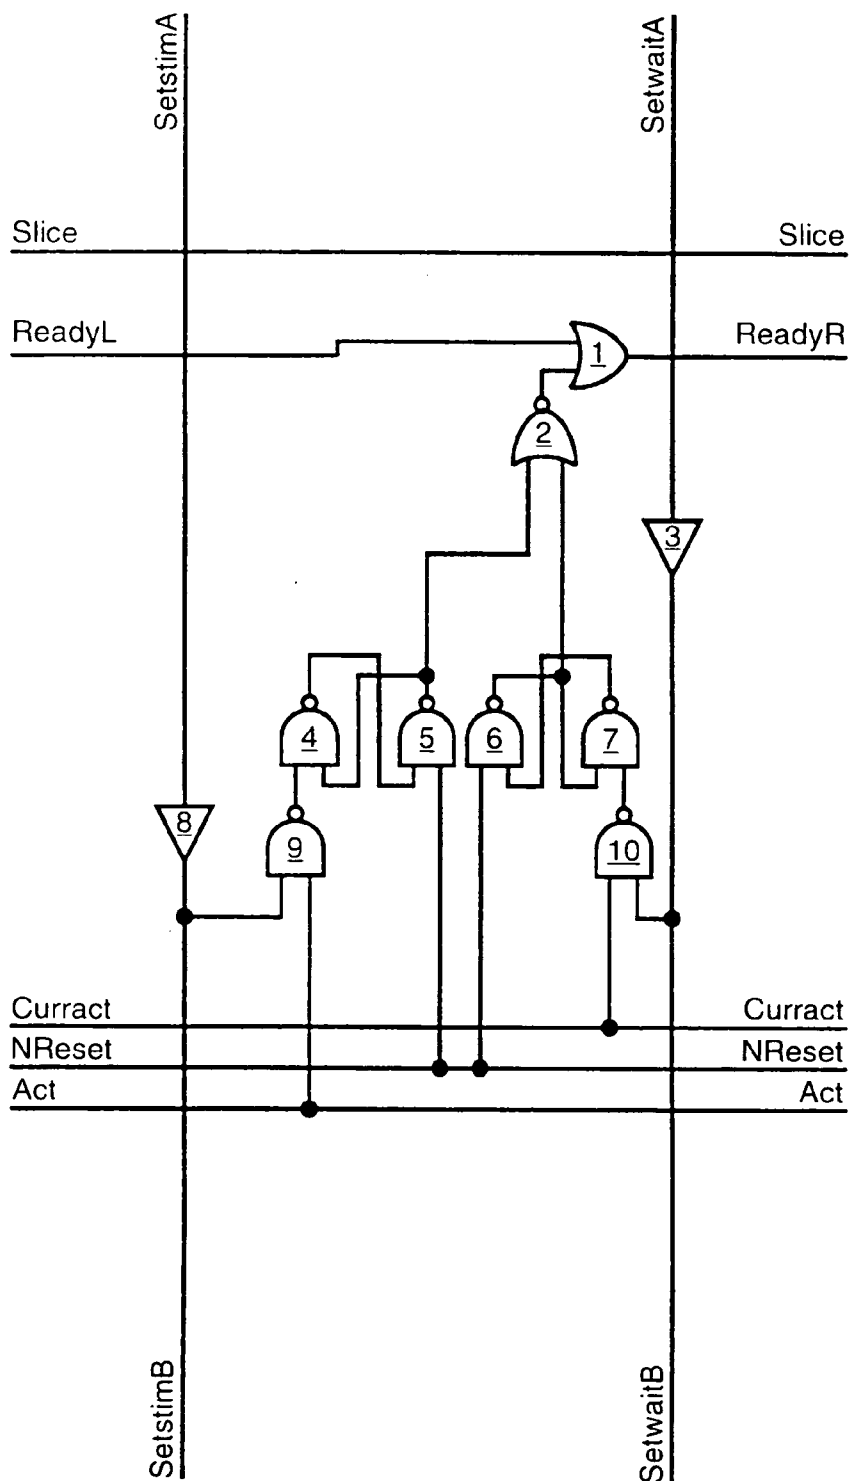 SetstimA
SetwaitA
Slice
Slice
ReadyL
ReadyR
1
2
3
4
5
6
7
8
9
10
Curract
Curract
NReset
NReset
Act
Act
SetstimB
SetwaitB